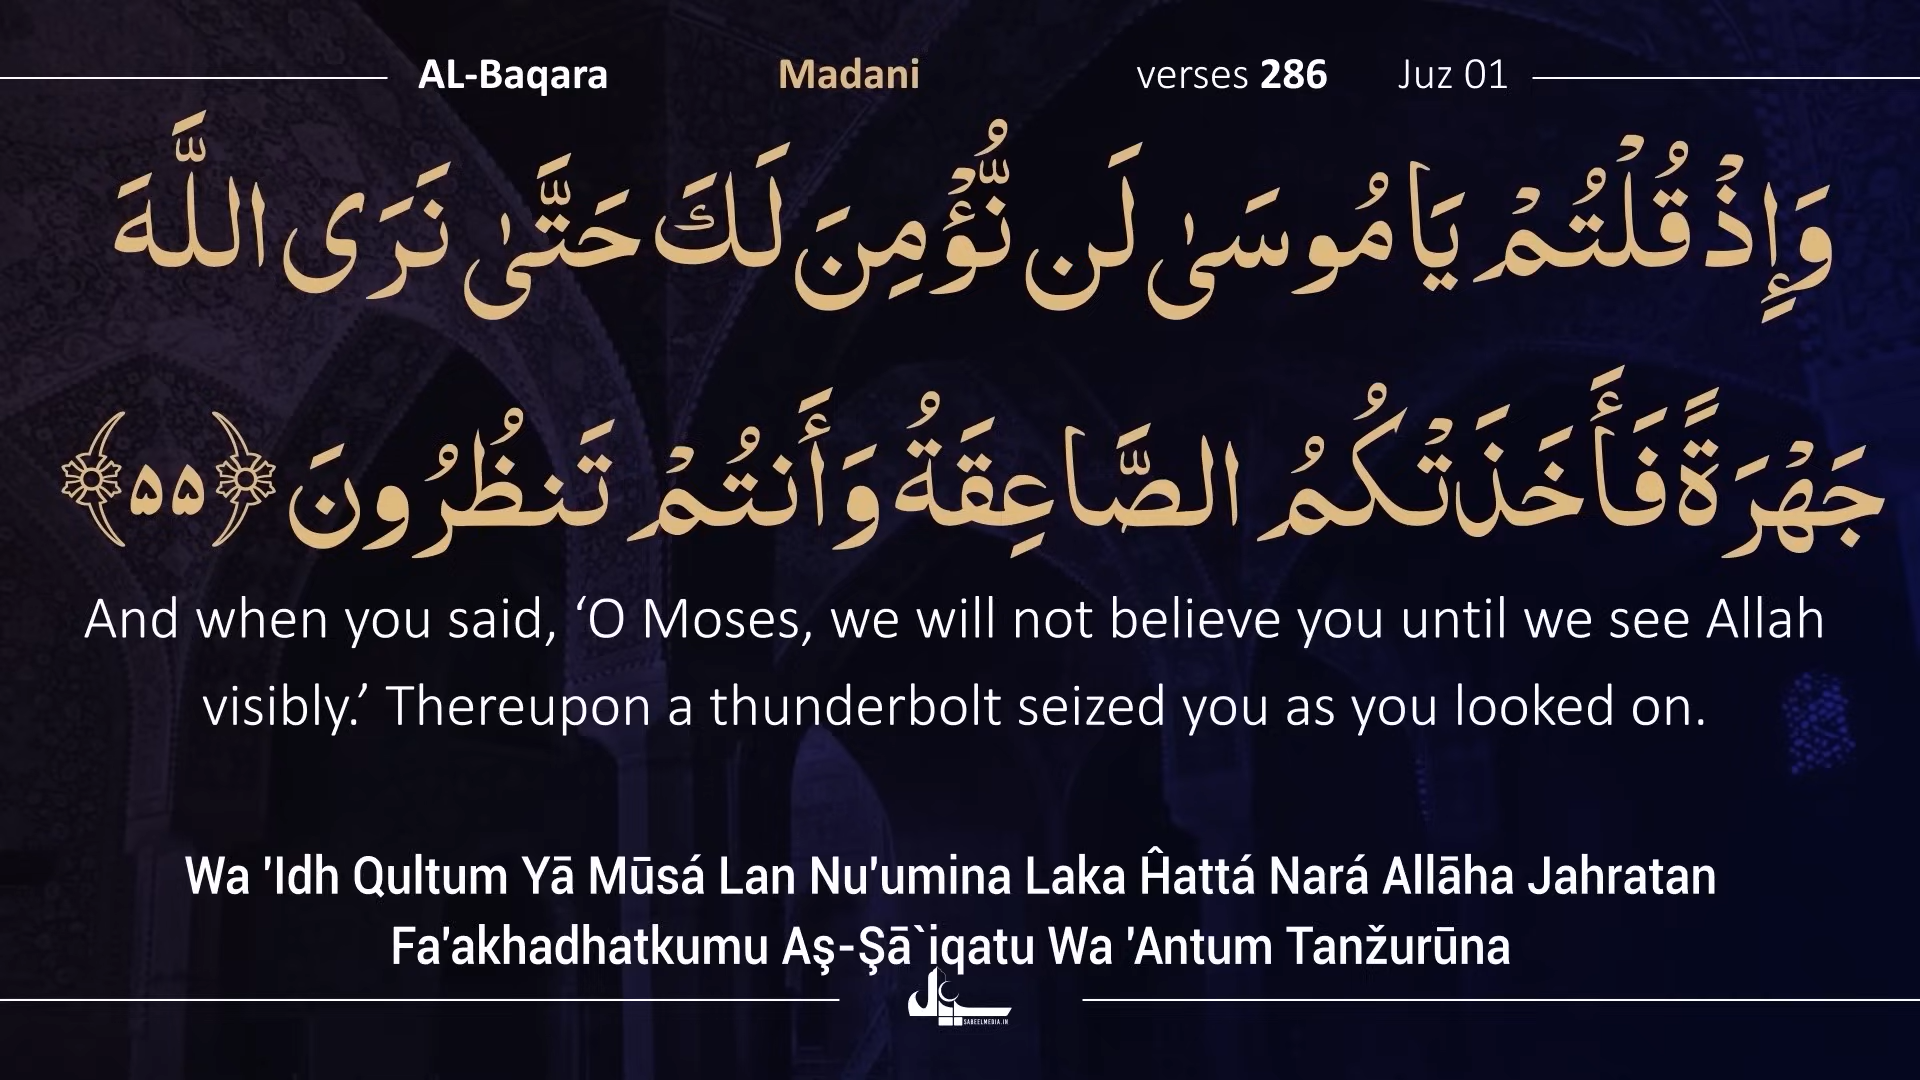 AL-Baqara Madani verses 286 Juz 01
وَإِذْ قُلْتُمْ يَا مُوسَىٰ لَن نُّؤْمِنَ لَكَ حَتَّىٰ نَرَى اللَّهَ
جَهْرَةً فَأَخَذَتْكُمُ الصَّاعِقَةُ وَأَنتُمْ تَنظُرُونَ ﴿۵۵﴾
And when you said, ‘O Moses, we will not believe you until we see Allah
visibly.’ Thereupon a thunderbolt seized you as you looked on.
Wa 'Idh Qultum Yā Mūsá Lan Nu'umina Laka Ĥattá Nará Allāha Jahratan
Fa'akhadhatkumu Aş-Şā`iqatu Wa 'Antum Tanžurūna
SABEELMEDIA.IN